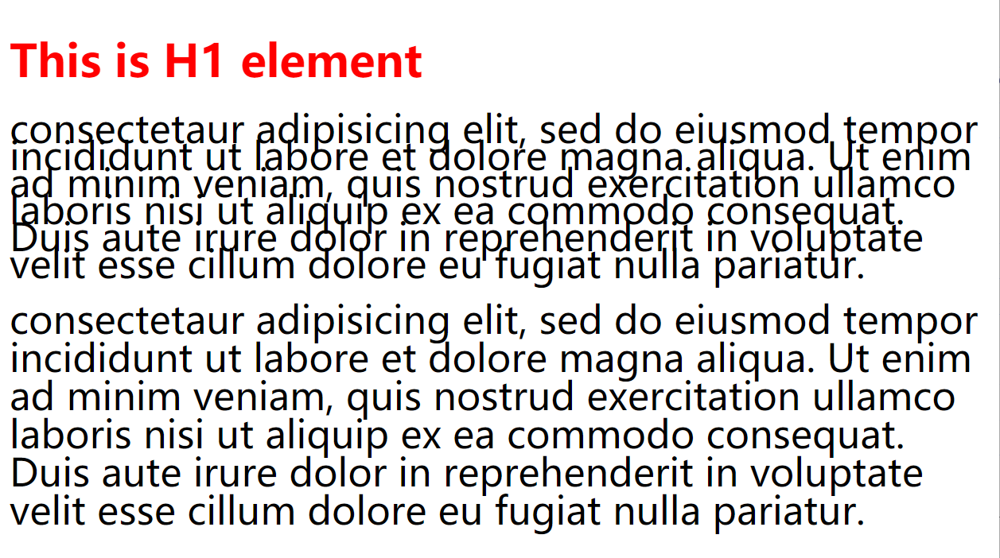 This is H1 element
consectetaur adipisicing elit, sed do eiusmod tempor
incididunt ut labore et dolore magna aliqua. Ut enim
ad minim veniam, quis nostrud exercitation ullamco
laboris nisi ut aliquip ex ea commodo consequat.
Duis aute irure dolor in reprehenderit in voluptate
velit esse cillum dolore eu fugiat nulla pariatur.
consectetaur adipisicing elit, sed do eiusmod tempor
incididunt ut labore et dolore magna aliqua. Ut enim
ad minim veniam, quis nostrud exercitation ullamco
laboris nisi ut aliquip ex ea commodo consequat.
Duis aute irure dolor in reprehenderit in voluptate
velit esse cillum dolore eu fugiat nulla pariatur.